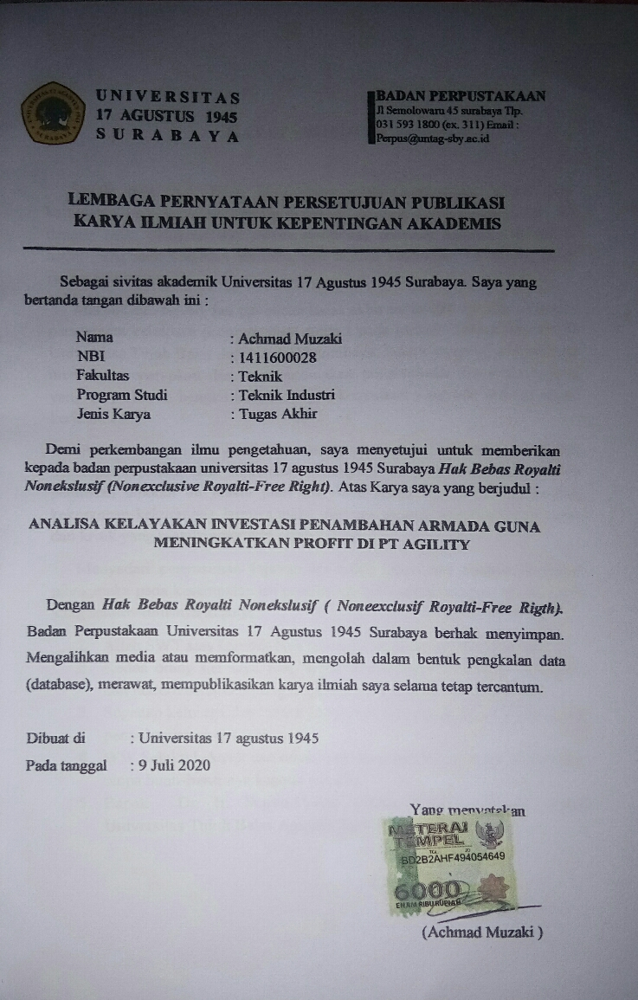 UNIVERSITAS
17 AGUSTUS 1945
SURABAYA
BADAN PERPUSTAKAAN
Jl Semolowaru 45 surabaya Tlp.
031 593 1800 (ex. 311) Email :
Perpus@untag-sby.ac.id
LEMBAGA PERNYATAAN PERSETUJUAN PUBLIKASI
KARYA ILMIAH UNTUK KEPENTINGAN AKADEMIS
Sebagai sivitas akademik Universitas 17 Agustus 1945 Surabaya. Saya yang
bertanda tangan dibawah ini :
Nama : Achmad Muzaki
NBI : 1411600028
Fakultas : Teknik
Program Studi : Teknik Industri
Jenis Karya : Tugas Akhir
Demi perkembangan ilmu pengetahuan, saya menyetujui untuk memberikan
kepada badan perpustakaan universitas 17 agustus 1945 Surabaya Hak Bebas Royalti
Nonekslusif (Nonexclusive Royalti-Free Right). Atas Karya saya yang berjudul :
ANALISA KELAYAKAN INVESTASI PENAMBAHAN ARMADA GUNA
MENINGKATKAN PROFIT DI PT AGILITY
Dengan Hak Bebas Royalti Nonekslusif ( Noneexclusif Royalti-Free Rigth).
Badan Perpustakaan Universitas 17 Agustus 1945 Surabaya berhak menyimpan.
Mengalihkan media atau memformatkan, mengolah dalam bentuk pengkalan data
(database), merawat, mempublikasikan karya ilmiah saya selama tetap tercantum.
Dibuat di : Universitas 17 agustus 1945
Pada tanggal : 9 Juli 2020
Yang menyatakan
METERAI
TEMPEL
TGL 20
BD2B2AHF494054649
6000
ENAM RIBU RUPIAH
(Achmad Muzaki )